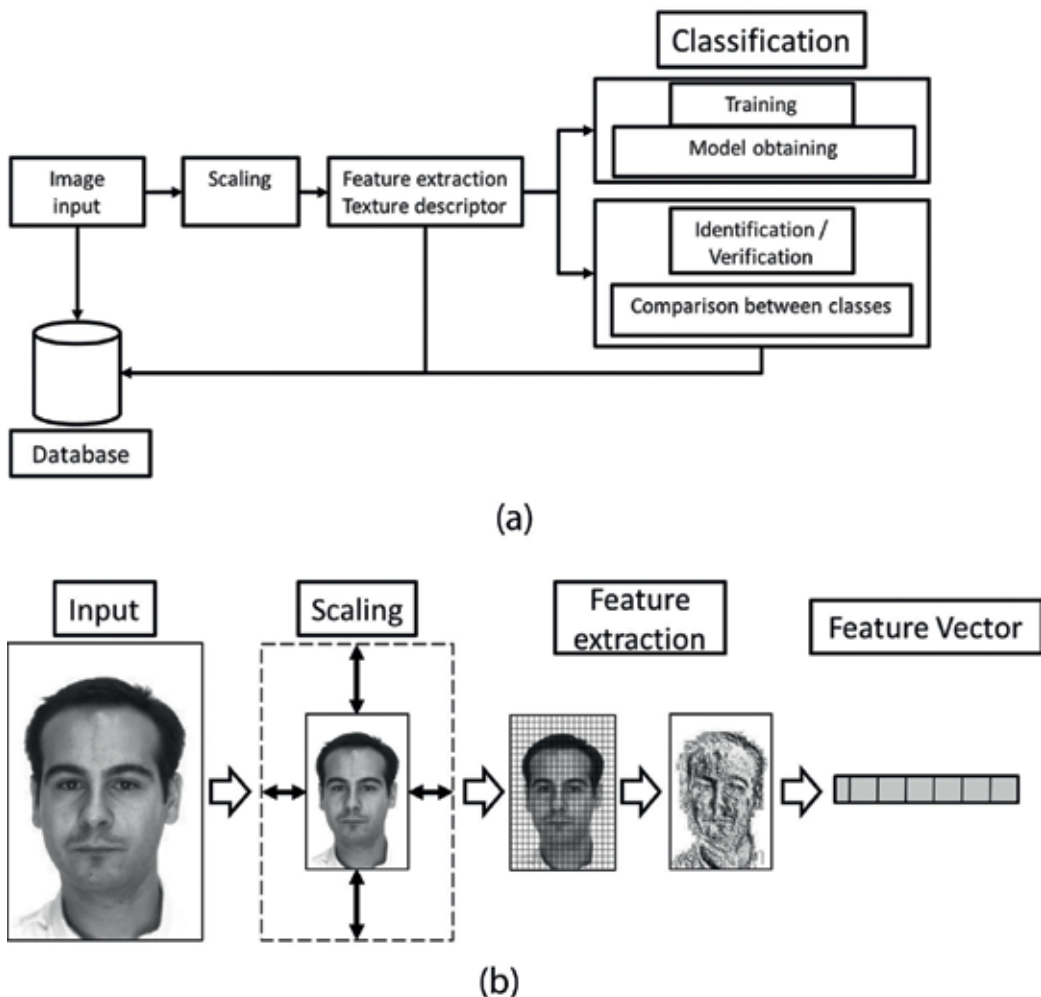 Classification
Training
Model obtaining
Image
input
Scaling
Feature extraction
Texture descriptor
Identification /
Verification
Comparison between classes
Database
(a)
Input
Scaling
Feature
extraction
Feature Vector
(b)